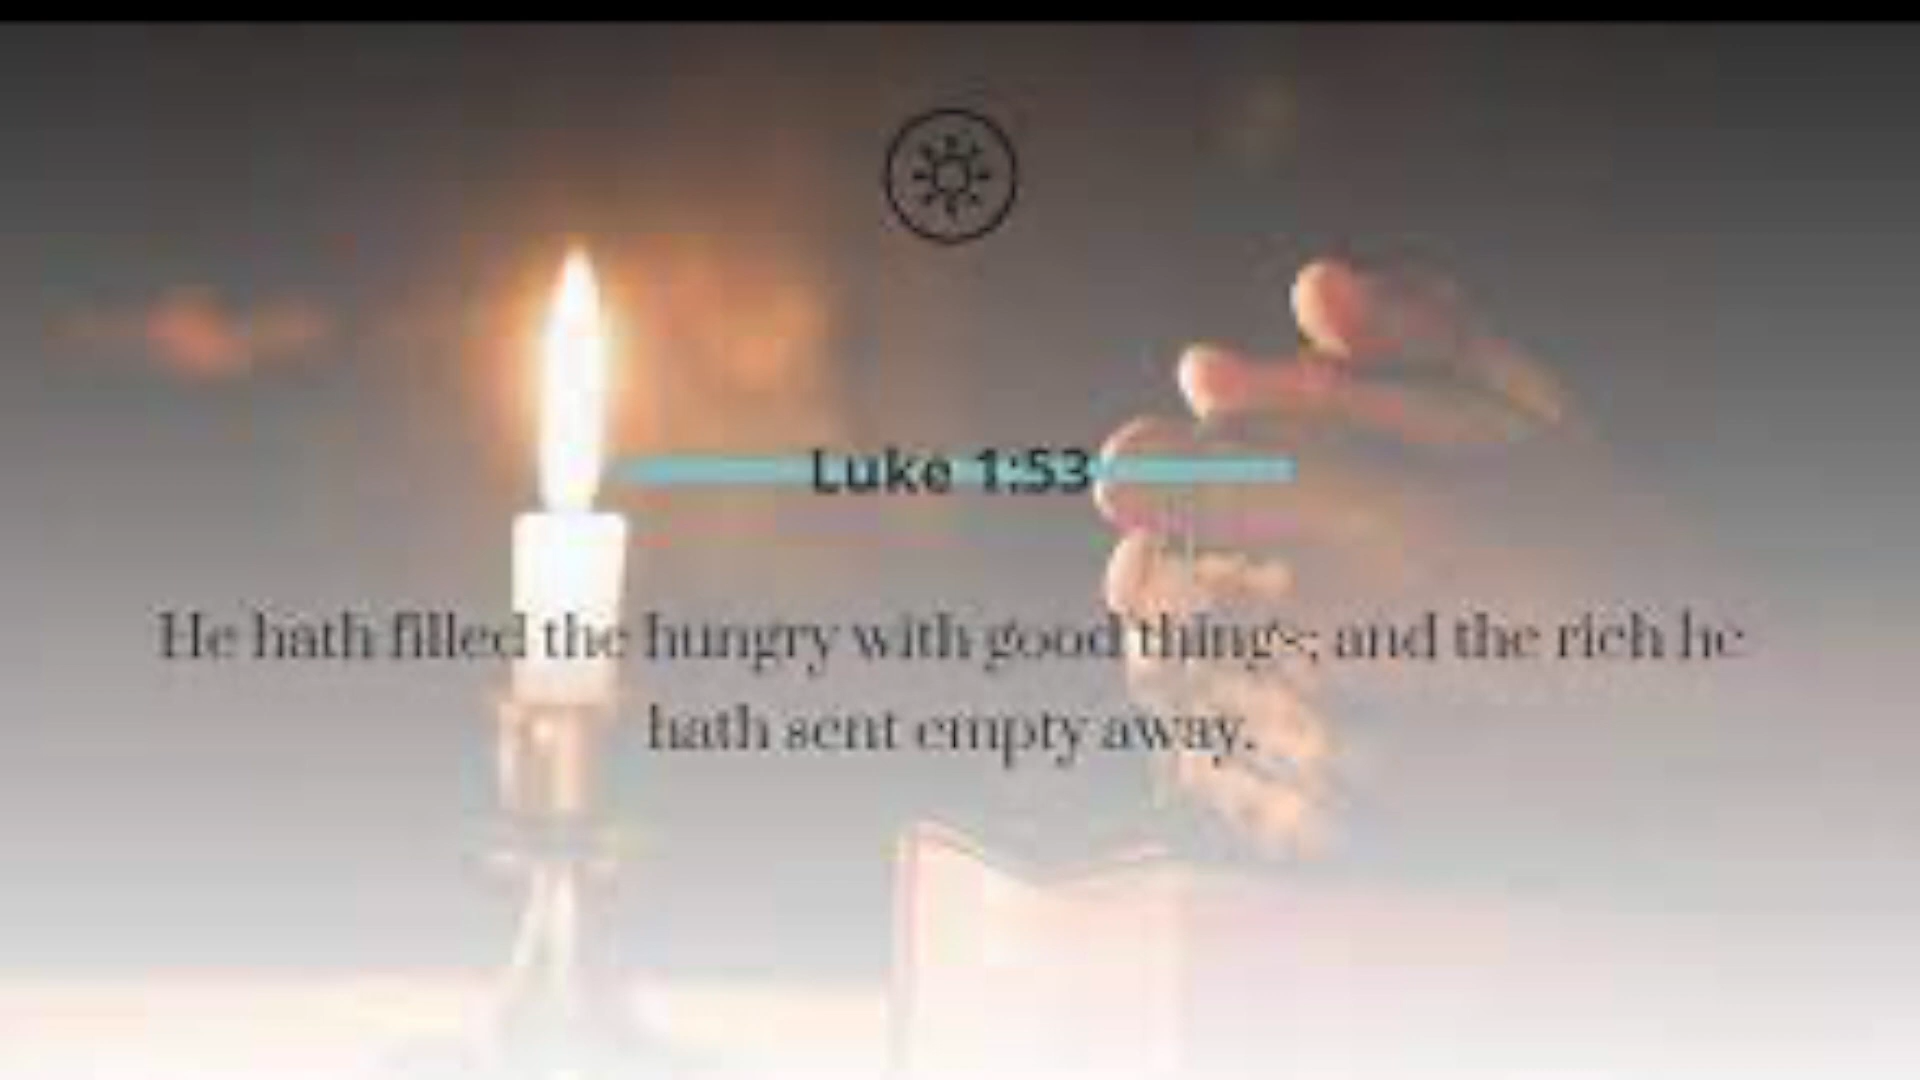 Luke 1:53
He hath filled the hungry with good things; and the rich he
hath sent empty away.